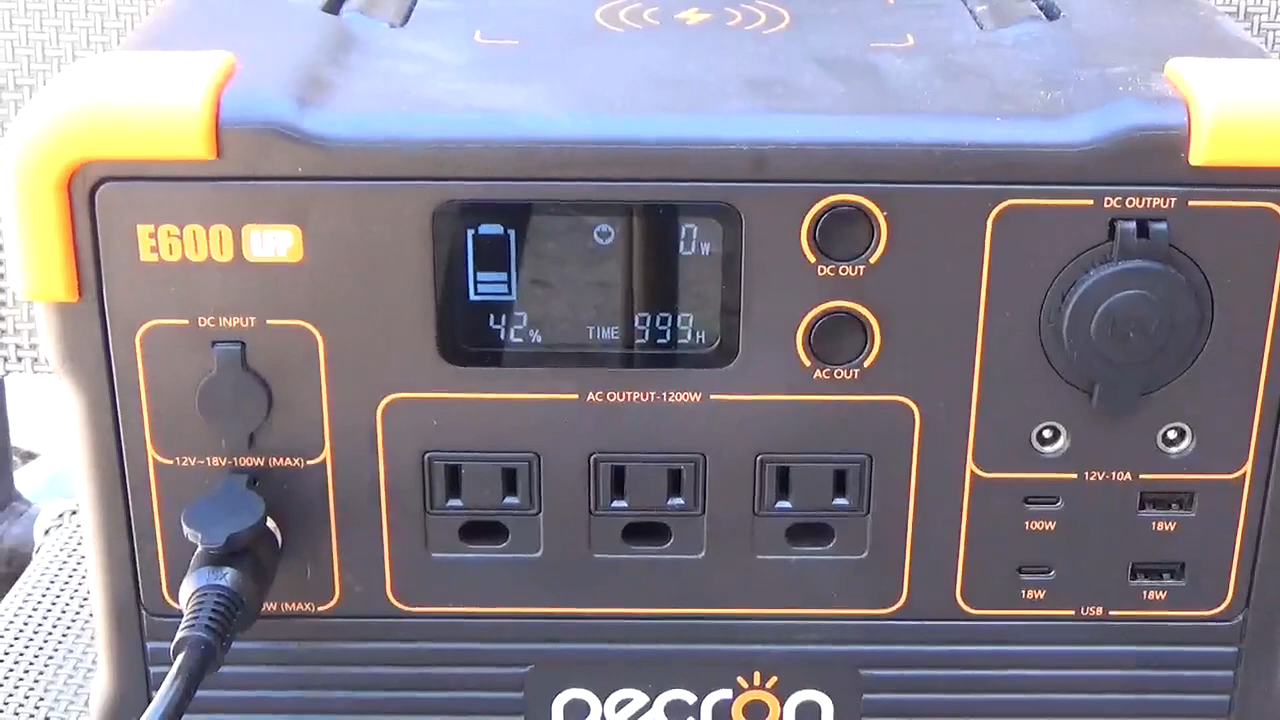 E600 LFP
0W
42%
TIME 999H
DC OUT
AC OUT
DC INPUT
12V~18V-100W (MAX)
W (MAX)
AC OUTPUT-1200W
DC OUTPUT
12V-10A
100W
18W
18W
18W
USB
pecron